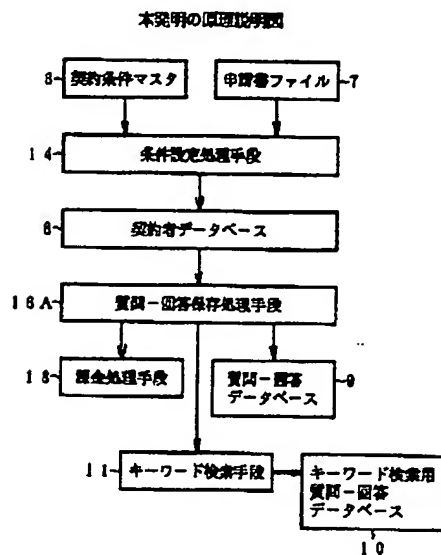 本発明の原理説明図
8
契約条件マスタ
申請書ファイル
7
14
条件設定処理手段
6
契約者データベース
16A
質問-回答保存処理手段
18
課金処理手段
質問-回答
データベース
9
11
キーワード検索手段
キーワード検索用
質問-回答
データベース
10